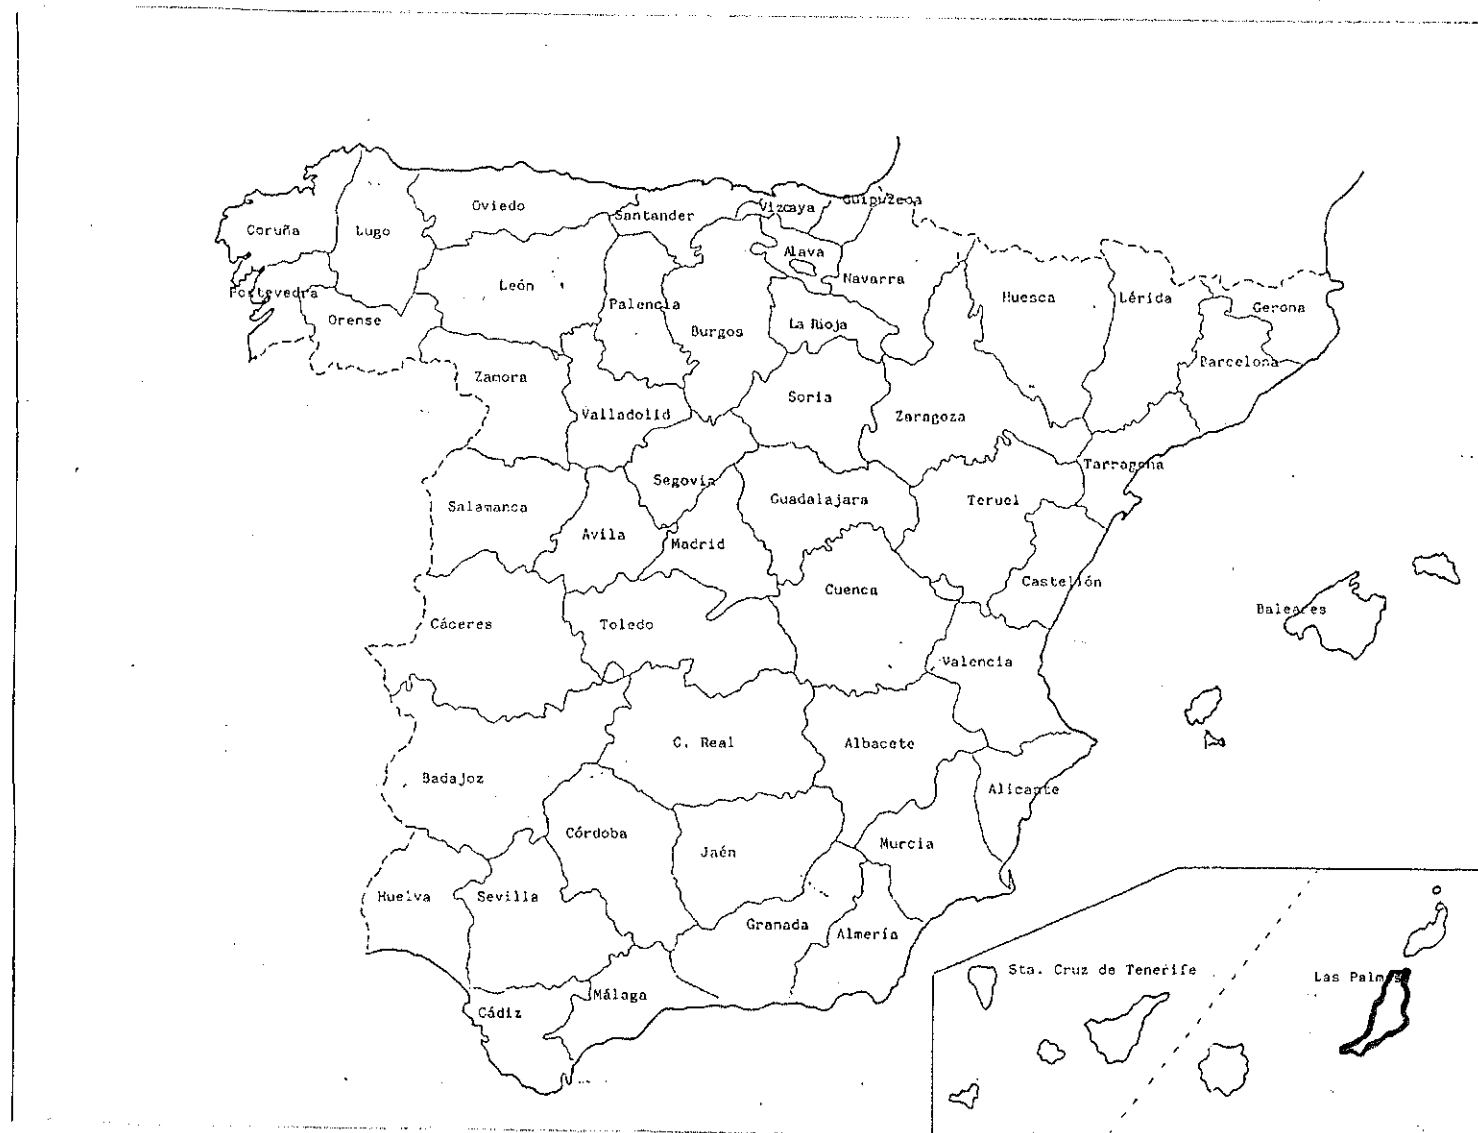 Oviedo
Santander
Vizcaya
Guipuzcoa
Coruña
Lugo
Alava
León
Navarra
Huesca
Lérida
Gerona
Pontevedra
Orense
Palencia
Burgos
La Rioja
Barcelona
Zamora
Soria
Valladolid
Zaragoza
Tarragona
Segovia
Guadalajara
Teruel
Salamanca
Avila
Madrid
Castellón
Cuenca
Baleares
Cáceres
Toledo
Valencia
C. Real
Albacete
Badajoz
Alicante
Córdoba
Jaén
Murcia
Huelva
Sevilla
Granada
Almería
Sta. Cruz de Tenerife
Las Palmas
Málaga
Cádiz